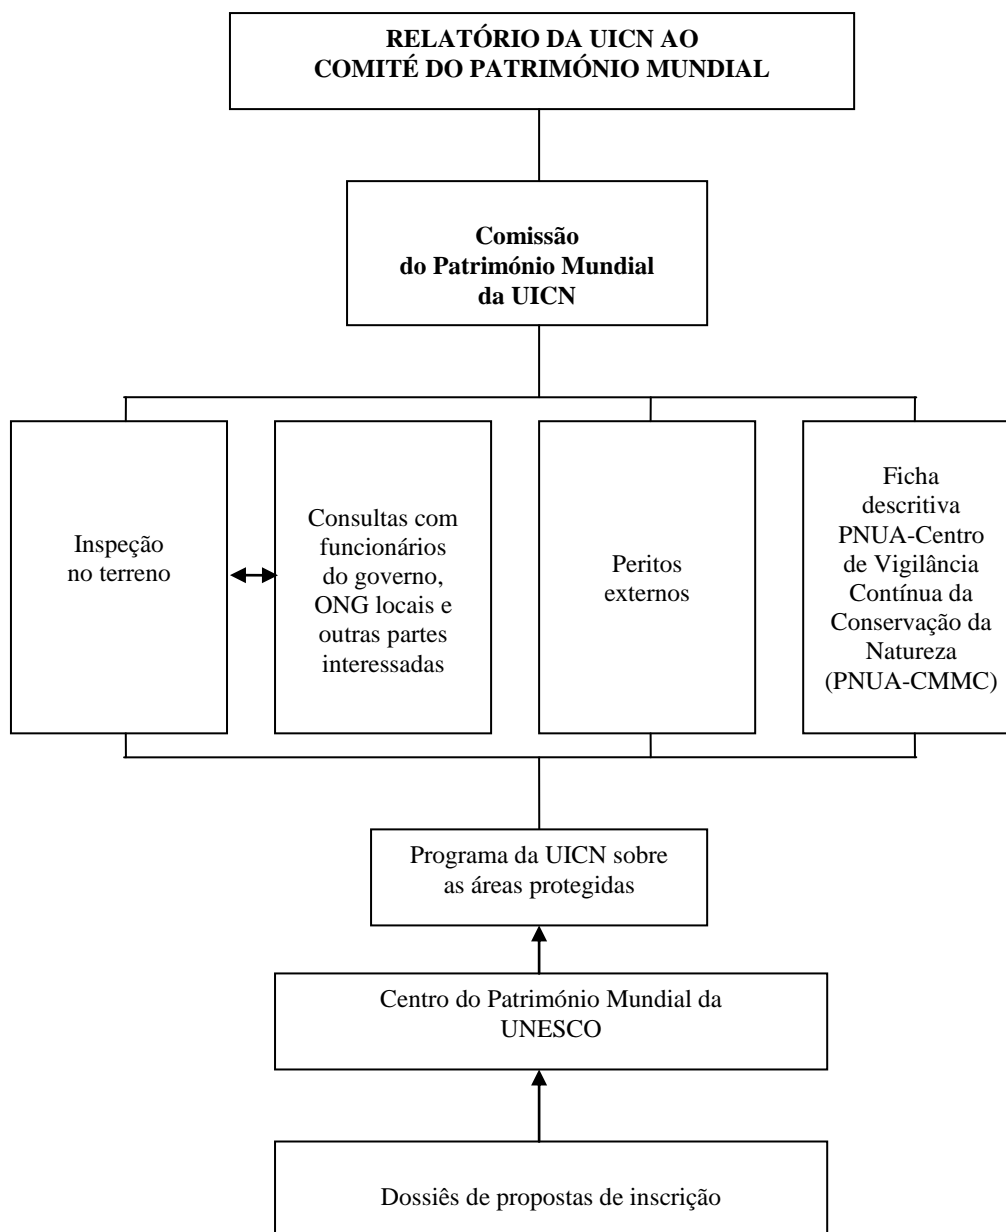 RELATÓRIO DA UICN AO
COMITÉ DO PATRIMÓNIO MUNDIAL
Comissão
do Património Mundial
da UICN
Inspeção
no terreno
Consultas com
funcionários
do governo,
ONG locais e
outras partes
interessadas
Peritos
externos
Ficha
descritiva
PNUA-Centro
de Vigilância
Contínua da
Conservação da
Natureza
(PNUA-CMMC)
Programa da UICN sobre
as áreas protegidas
Centro do Património Mundial da
UNESCO
Dossiês de propostas de inscrição